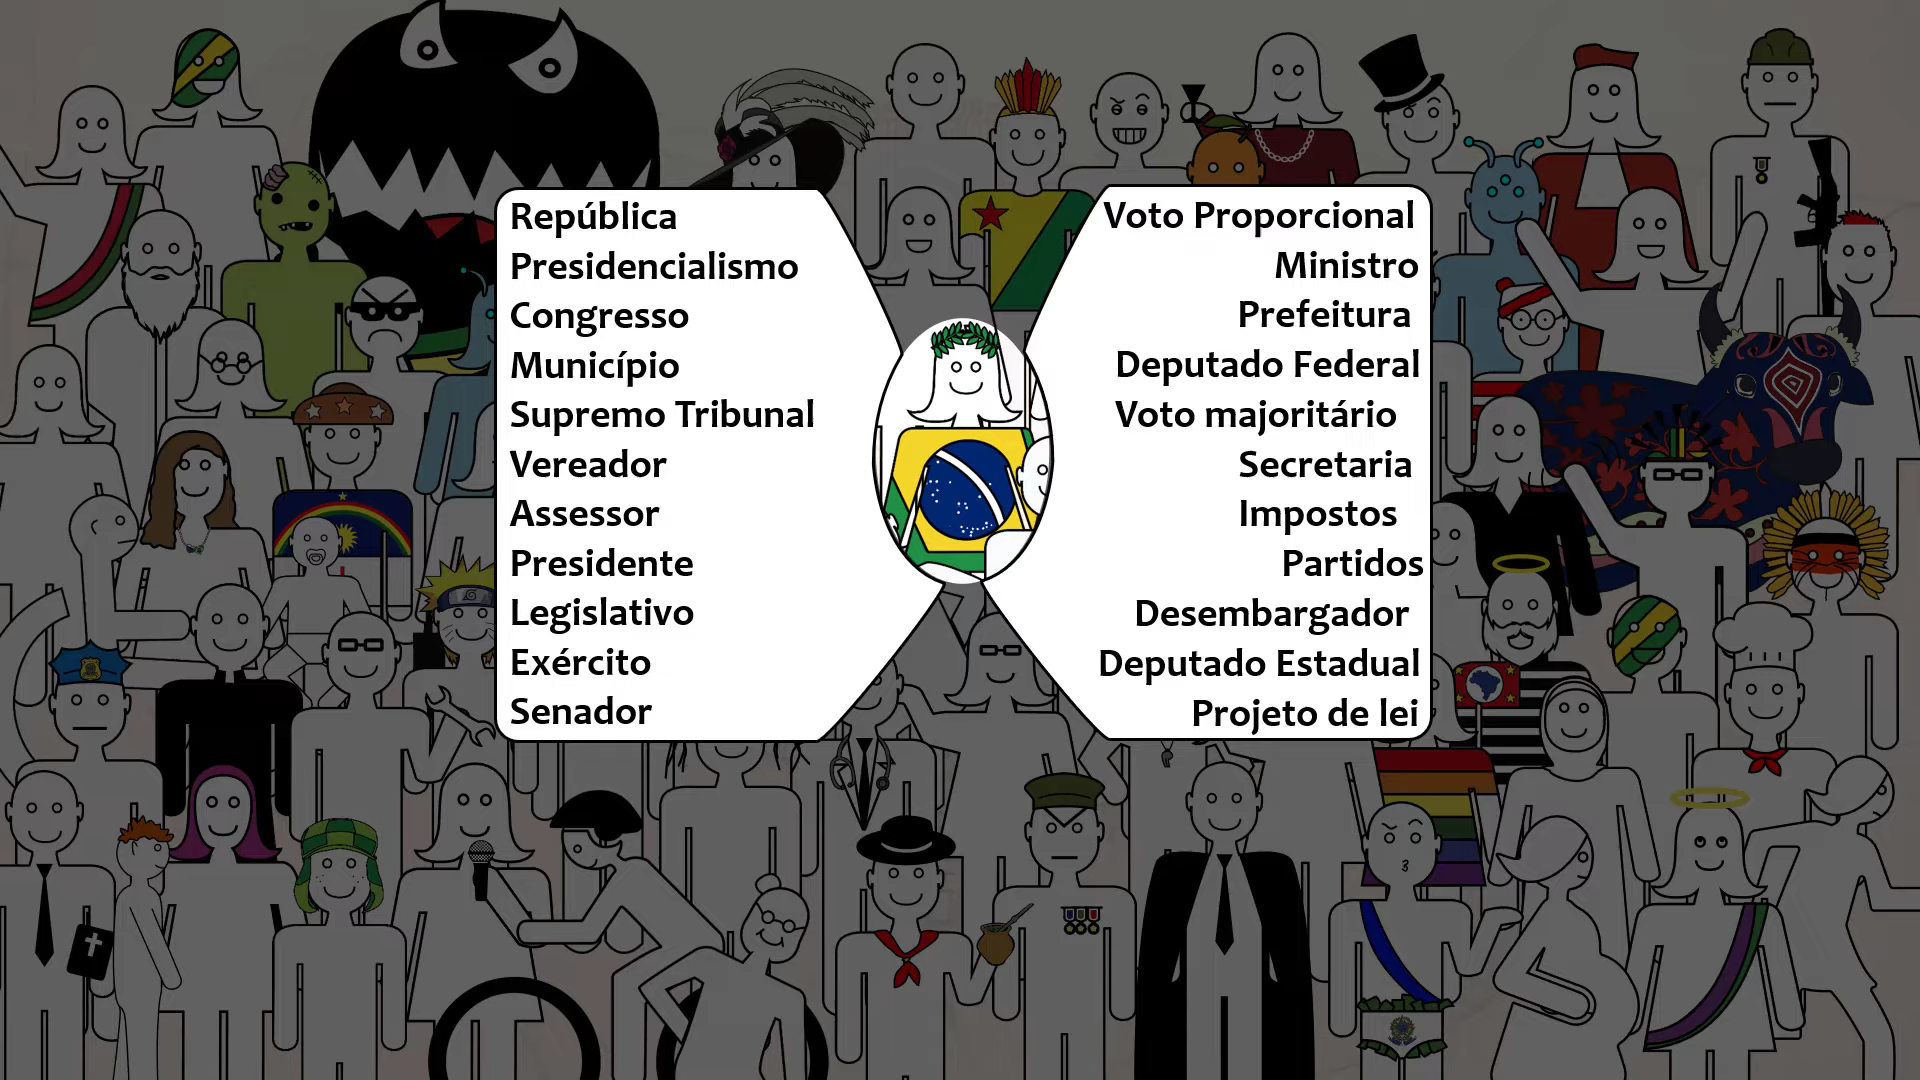 República
Presidencialismo
Congresso
Município
Supremo Tribunal
Vereador
Assessor
Presidente
Legislativo
Exército
Senador
Voto Proporcional
Ministro
Prefeitura
Deputado Federal
Voto majoritário
Secretaria
Impostos
Partidos
Desembargador
Deputado Estadual
Projeto de lei